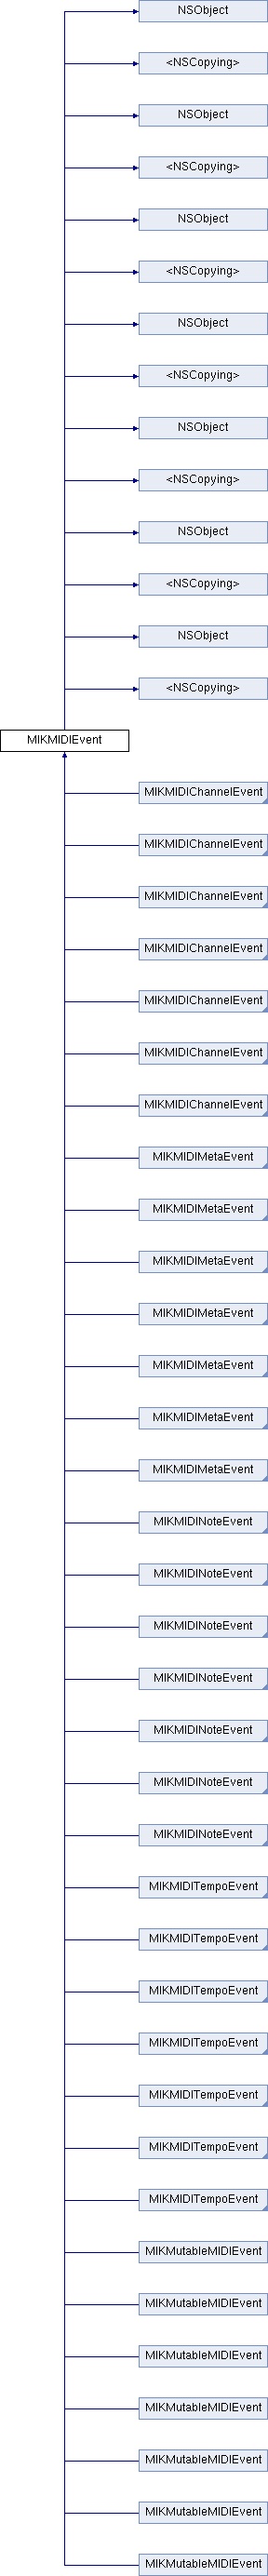 NSObject
<NSCopying>
NSObject
<NSCopying>
NSObject
<NSCopying>
NSObject
<NSCopying>
NSObject
<NSCopying>
NSObject
<NSCopying>
NSObject
<NSCopying>
MIKMIDIEvent
MIKMIDIChannelEvent
MIKMIDIChannelEvent
MIKMIDIChannelEvent
MIKMIDIChannelEvent
MIKMIDIChannelEvent
MIKMIDIChannelEvent
MIKMIDIChannelEvent
MIKMIDIMetaEvent
MIKMIDIMetaEvent
MIKMIDIMetaEvent
MIKMIDIMetaEvent
MIKMIDIMetaEvent
MIKMIDIMetaEvent
MIKMIDIMetaEvent
MIKMIDINoteEvent
MIKMIDINoteEvent
MIKMIDINoteEvent
MIKMIDINoteEvent
MIKMIDINoteEvent
MIKMIDINoteEvent
MIKMIDINoteEvent
MIKMIDITempoEvent
MIKMIDITempoEvent
MIKMIDITempoEvent
MIKMIDITempoEvent
MIKMIDITempoEvent
MIKMIDITempoEvent
MIKMIDITempoEvent
MIKMutableMIDIEvent
MIKMutableMIDIEvent
MIKMutableMIDIEvent
MIKMutableMIDIEvent
MIKMutableMIDIEvent
MIKMutableMIDIEvent
MIKMutableMIDIEvent